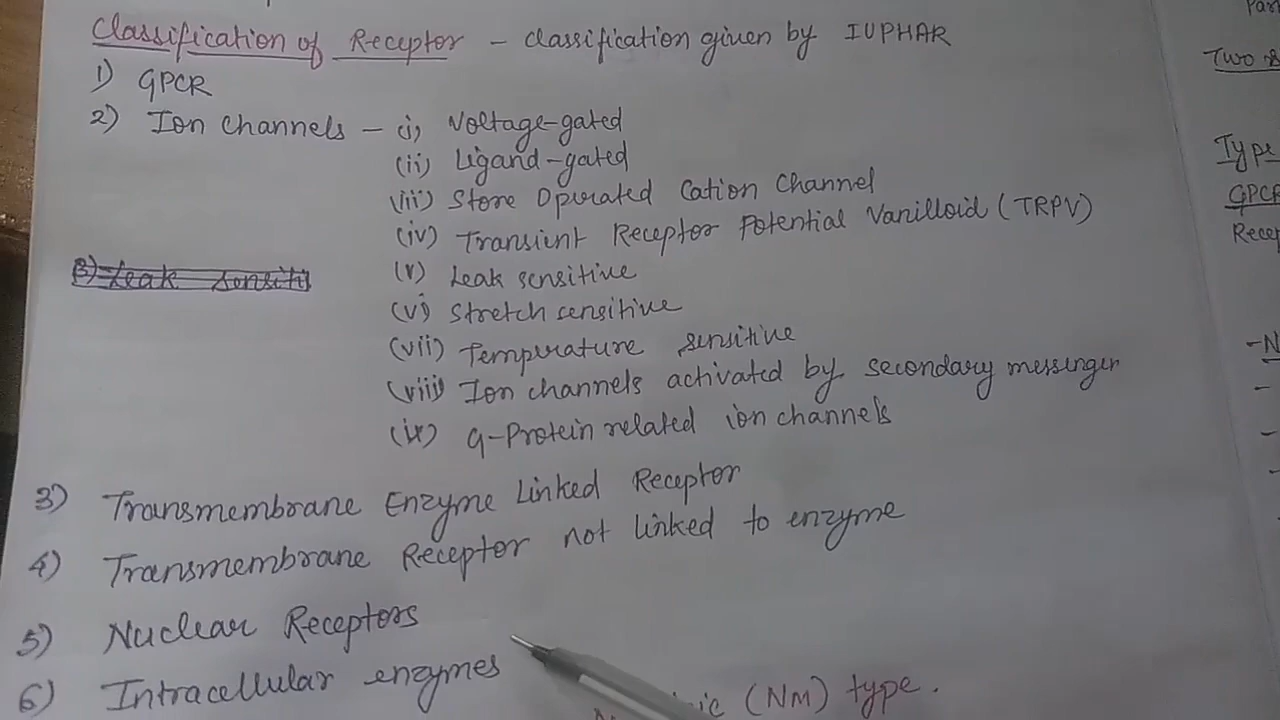 Classification of Receptor - classification given by IUPHAR
1) GPCR
2) Ion channels - (i) Voltage-gated
(ii) Ligand-gated
(iii) Store Operated Cation Channel
(iv) Transient Receptor Potential Vanilloid (TRPV)
3) Leak Sensiti
(v) Leak sensitive
(vi) Stretch sensitive
(vii) Temperature sensitive
(viii) Ion channels activated by secondary messenger
(ix) G-Protein related ion channels
3) Transmembrane Enzyme Linked Receptor
4) Transmembrane Receptor not linked to enzyme
5) Nuclear Receptors
6) Intracellular enzymes
(NM) type.
Two
Type
GPCR
Recep